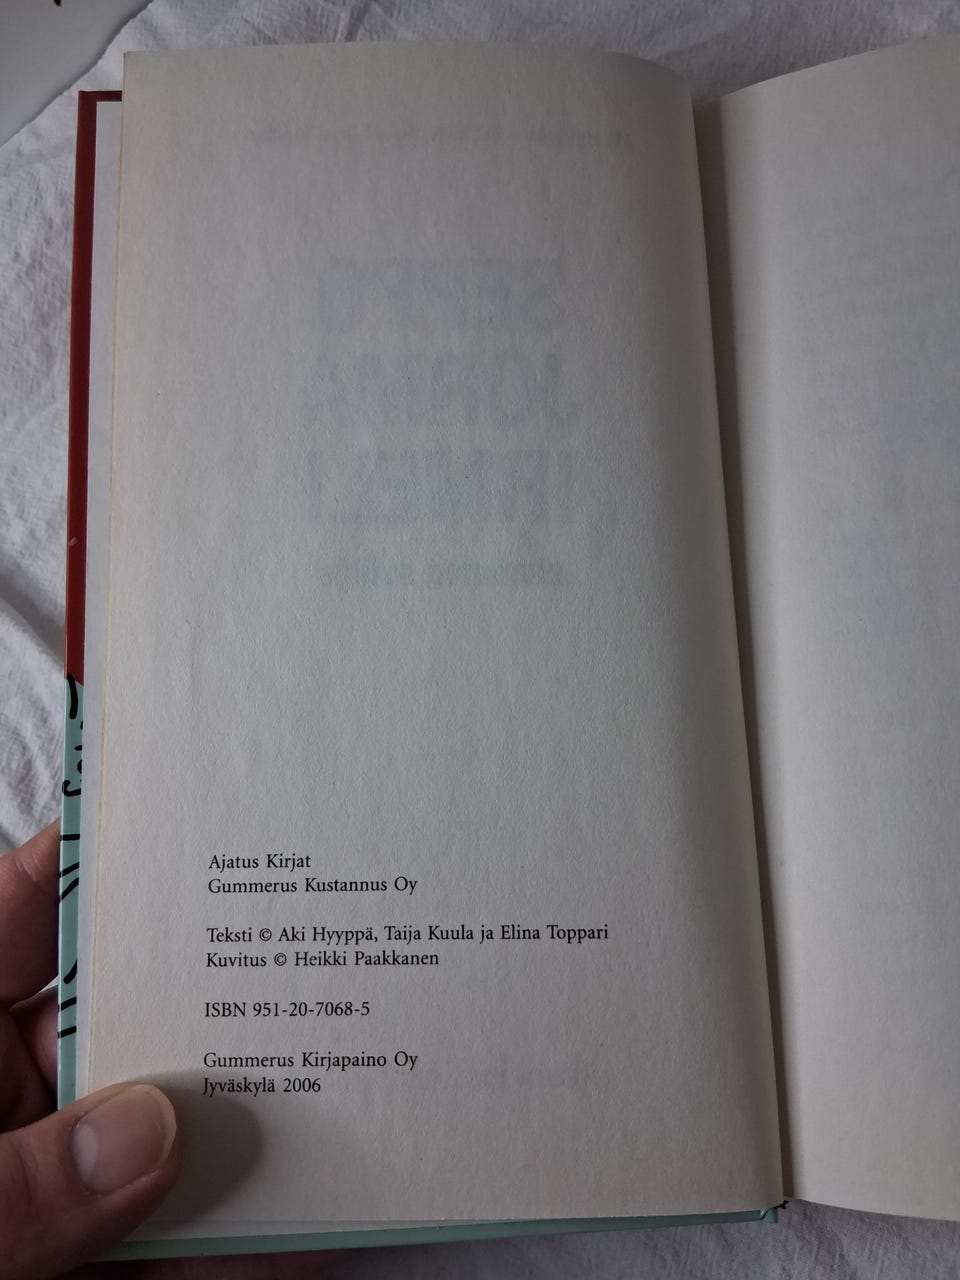 Ajatus Kirjat
Gummerus Kustannus Oy
Teksti © Aki Hyyppä, Taija Kuula ja Elina Toppari
Kuvitus © Heikki Paakkanen
ISBN 951-20-7068-5
Gummerus Kirjapaino Oy
Jyväskylä 2006